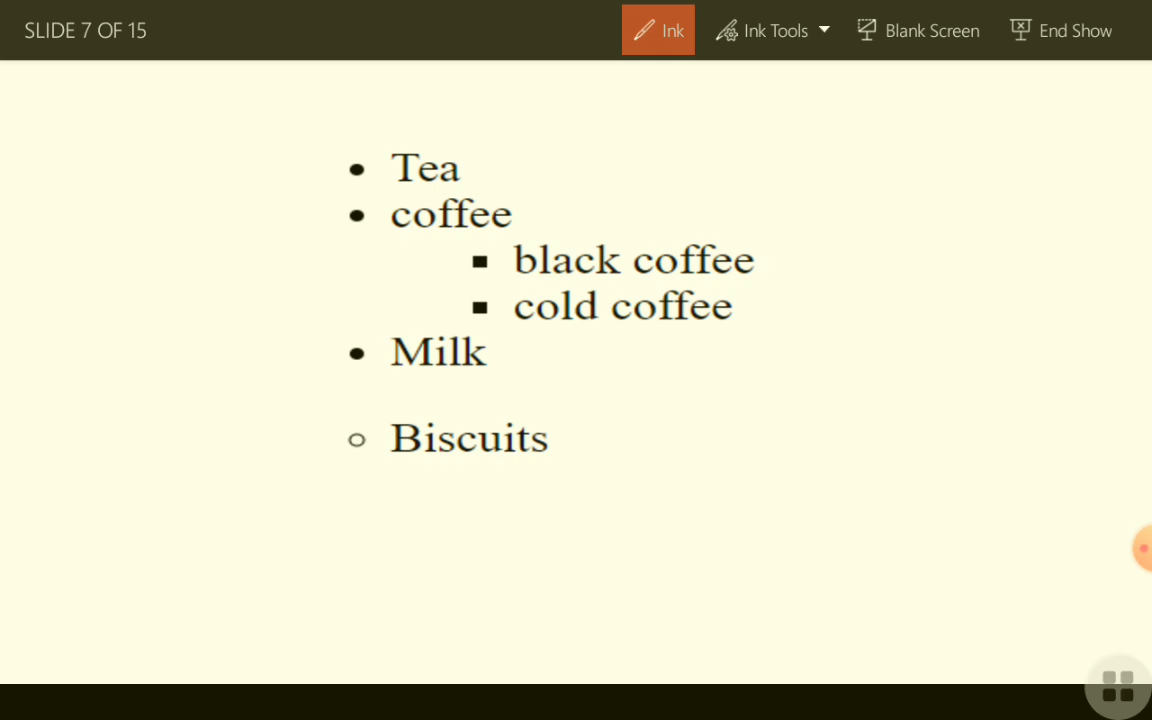 SLIDE 7 OF 15 Ink Ink Tools Blank Screen End Show
• Tea
• coffee
▪ black coffee
▪ cold coffee
• Milk
○ Biscuits